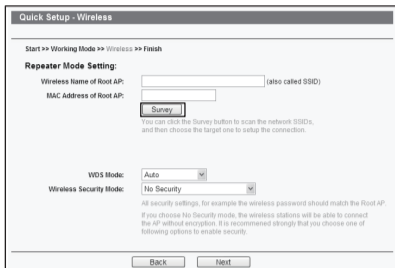 Quick Setup - Wireless
Start >> Working Mode >> Wireless >> Finish
Repeater Mode Setting:
Wireless Name of Root AP:
(also called SSID)
MAC Address of Root AP:
Survey
You can click the Survey button to scan the network SSIDs,
and then choose the target one to setup the connection.
WDS Mode:
Auto
Wireless Security Mode:
No Security
All security settings, for example the wireless password should match the Root AP.
If you choose No Security mode, the wireless stations will be able to connect
the AP without encryption. It is recommended strongly that you choose one of
following options to enable security.
Back
Next